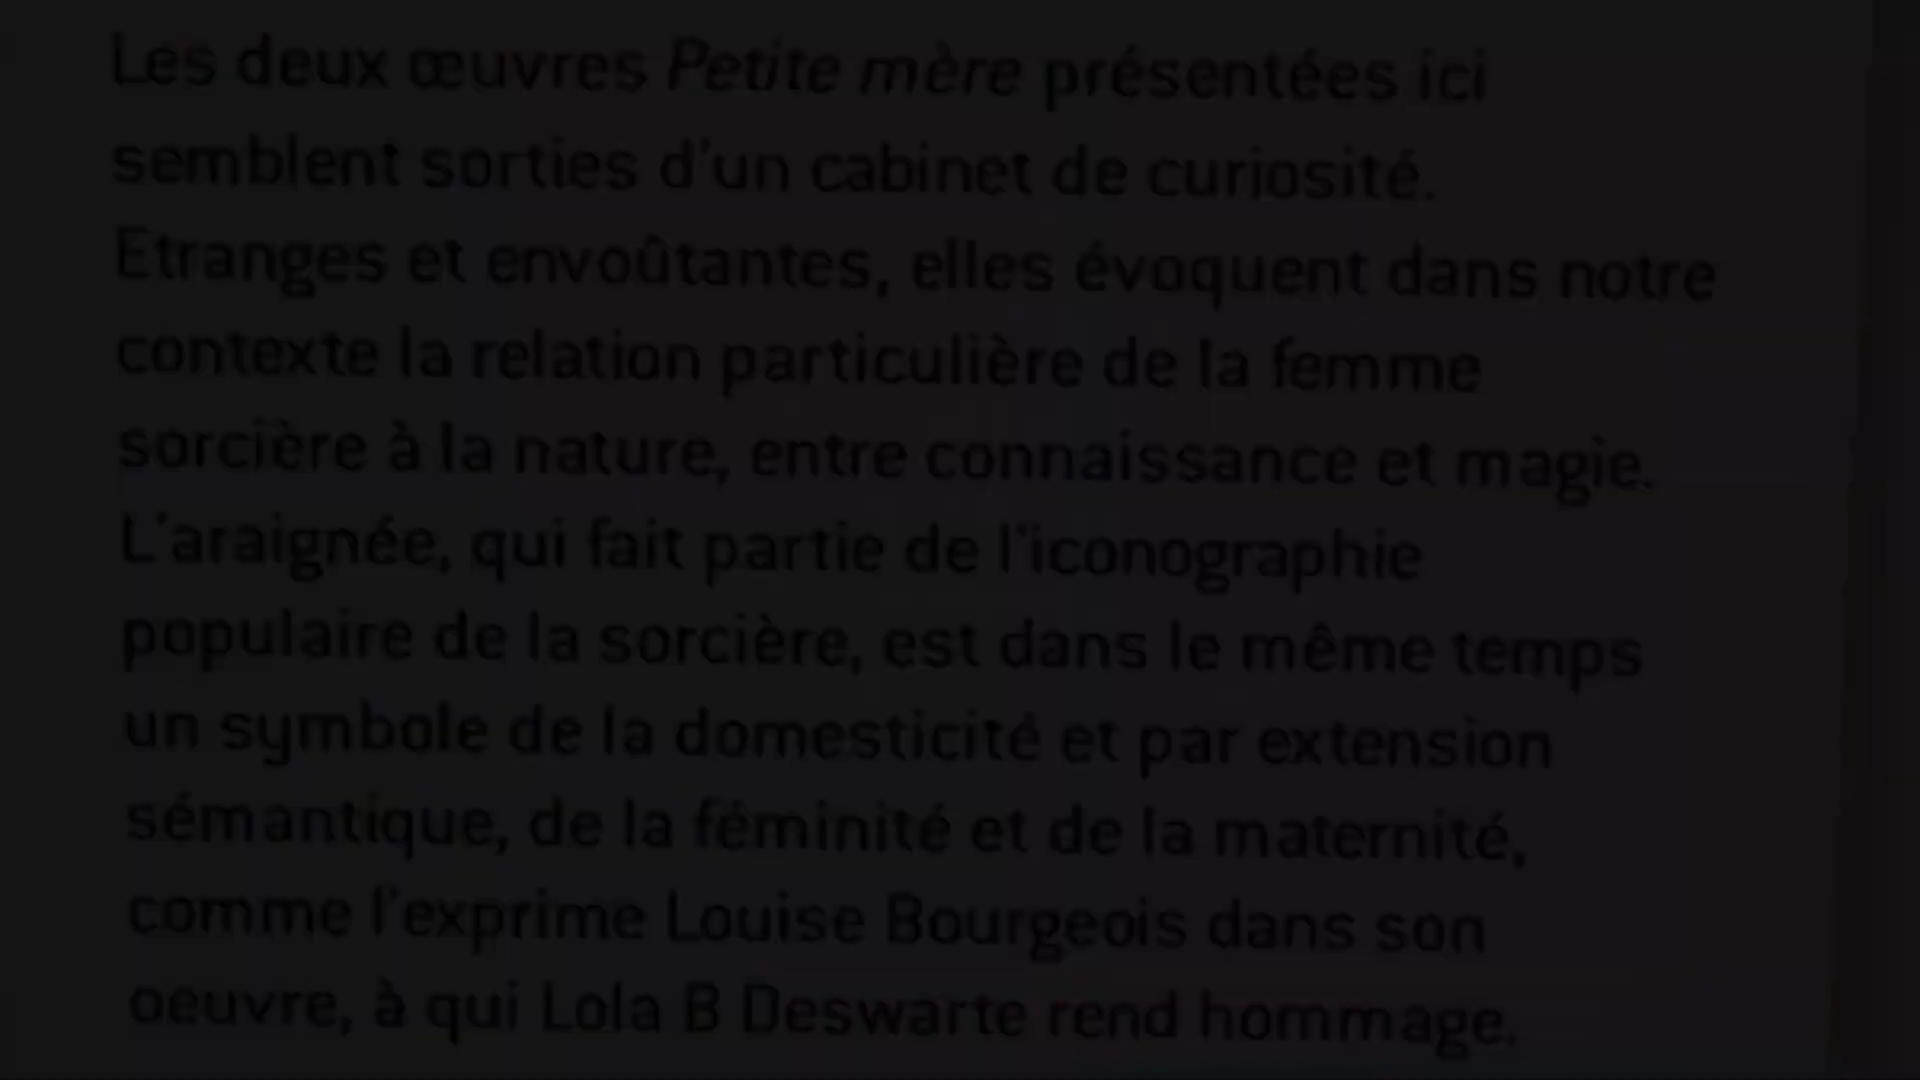 Les deux œuvres Petite mère présentées ici
semblent sorties d'un cabinet de curiosité.
Etranges et envoûtantes, elles évoquent dans notre
contexte la relation particulière de la femme
sorcière à la nature, entre connaissance et magie.
L'araignée, qui fait partie de l'iconographie
populaire de la sorcière, est dans le même temps
un symbole de la domesticité et par extension
sémantique, de la féminité et de la maternité,
comme l'exprime Louise Bourgeois dans son
oeuvre, à qui Lola B Deswarte rend hommage.